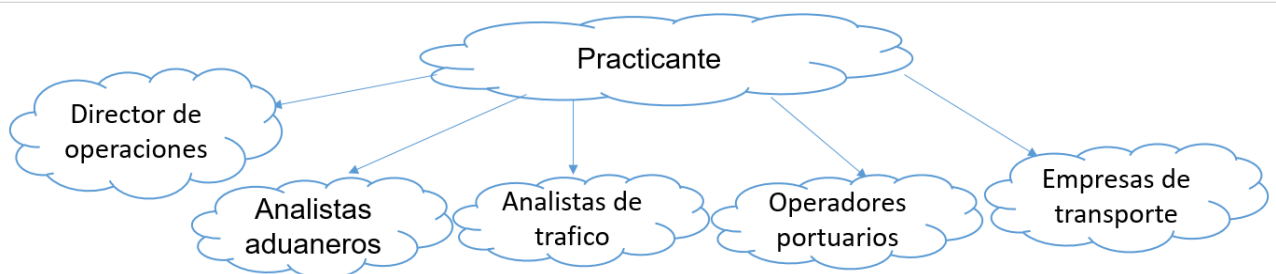 Practicante
Director de
operaciones
Analistas
aduaneros
Analistas de
trafico
Operadores
portuarios
Empresas de
transporte